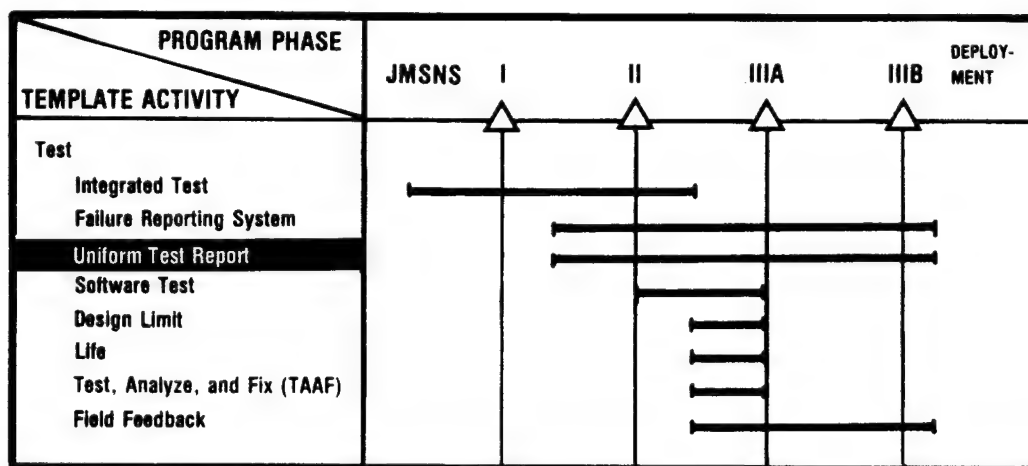 PROGRAM PHASE
TEMPLATE ACTIVITY
JMSNS I II IIIA IIIB DEPLOY-
MENT
Test
Integrated Test
Failure Reporting System
Uniform Test Report
Software Test
Design Limit
Life
Test, Analyze, and Fix (TAAF)
Field Feedback